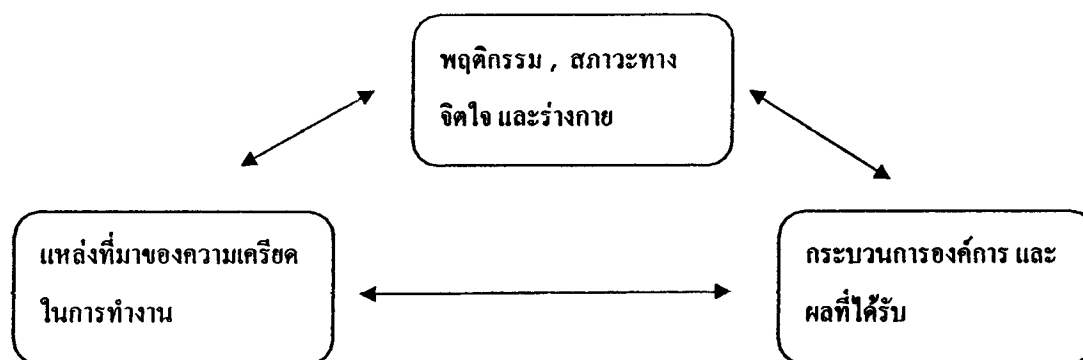 พฤติกรรม , สภาวะทาง
จิตใจ และร่างกาย
แหล่งที่มาของความเครียด
ในการทำงาน
กระบวนการองค์การ และ
ผลที่ได้รับ